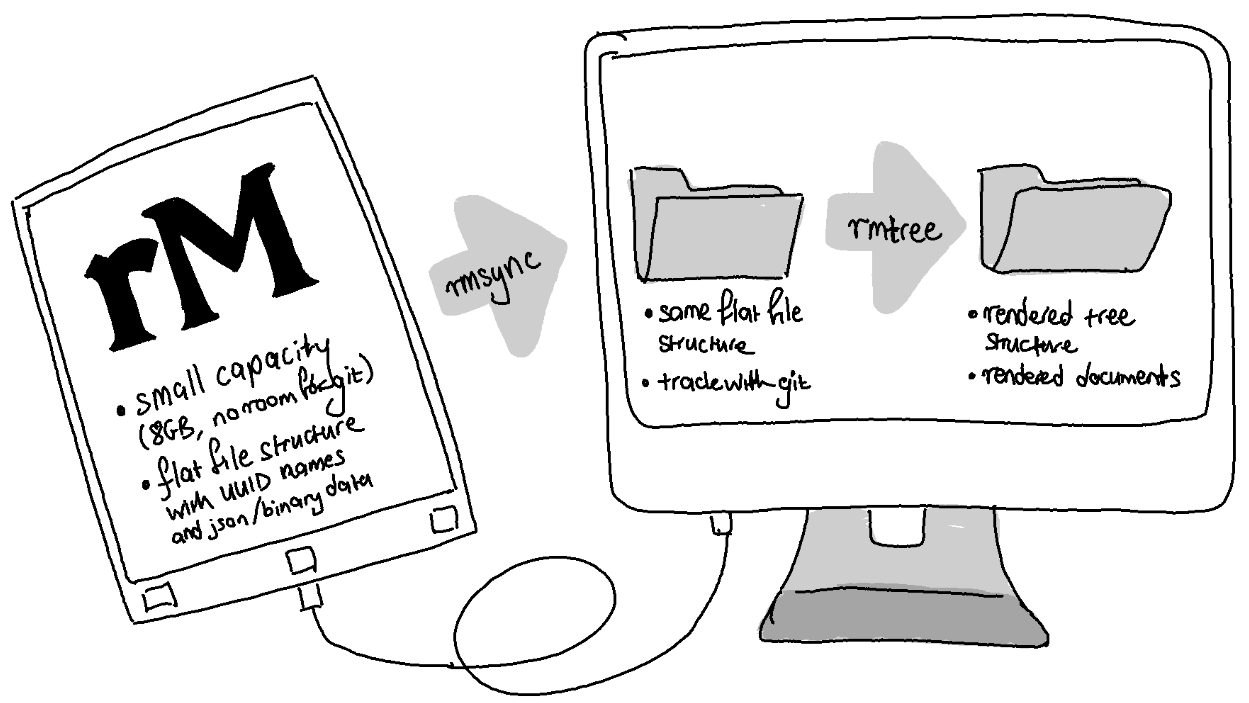 rM
• small capacity
(8GB, no room for git)
• flat file structure
with UUID names
and json/binary data
rmsync
• same flat file
structure
• track with git
rmtree
• rendered tree
structure
• rendered documents